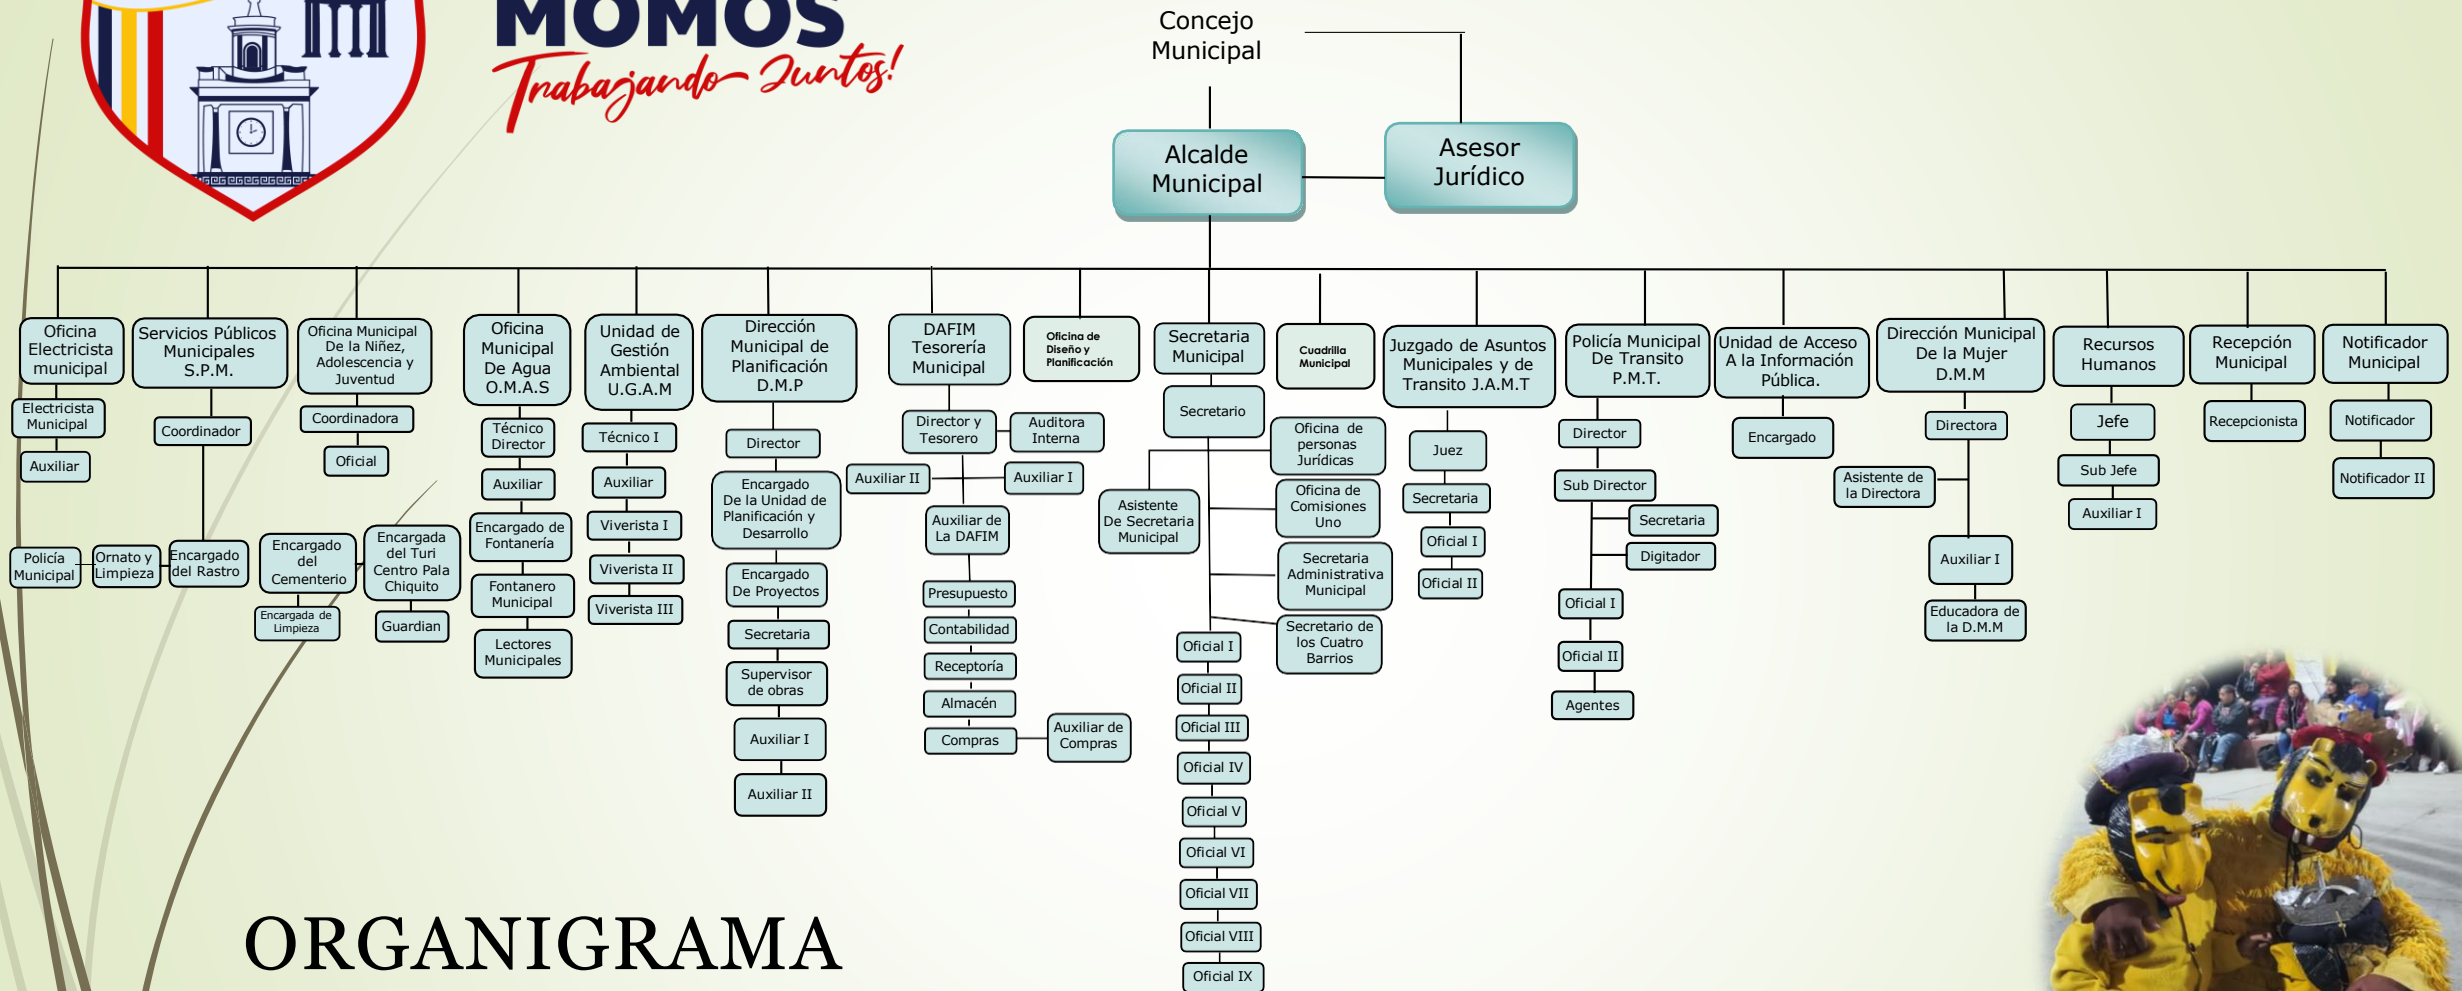 MOMOS
Trabajando Juntos!
Concejo
Municipal
Alcalde
Municipal
Asesor
Jurídico
Oficina
Electricista
municipal
Electricista
Municipal
Auxiliar
Servicios Públicos
Municipales
S.P.M.
Coordinador
Policía
Municipal
Ornato y
Limpieza
Encargado
del Rastro
Encargado
del
Cementerio
Encargada de
Limpieza
Encargada
del Turi
Centro Pala
Chiquito
Guardian
Oficina Municipal
De la Niñez,
Adolescencia y
Juventud
Coordinadora
Oficial
Oficina
Municipal
De Agua
O.M.A.S
Técnico
Director
Auxiliar
Encargado de
Fontanería
Fontanero
Municipal
Lectores
Municipales
Unidad de
Gestión
Ambiental
U.G.A.M
Técnico I
Auxiliar
Viverista I
Viverista II
Viverista III
Dirección
Municipal de
Planificación
D.M.P
Director
Encargado
De la Unidad de
Planificación y
Desarrollo
Encargado
De Proyectos
Secretaria
Supervisor
de obras
Auxiliar I
Auxiliar II
DAFIM
Tesorería
Municipal
Director y
Tesorero
Auditora
Interna
Auxiliar II
Auxiliar I
Auxiliar de
La DAFIM
Presupuesto
Contabilidad
Receptoría
Almacén
Compras
Auxiliar de
Compras
Oficina de
Diseño y
Planificación
Secretaria
Municipal
Secretario
Asistente
De Secretaria
Municipal
Oficina de
personas
Jurídicas
Oficina de
Comisiones
Uno
Secretaria
Administrativa
Municipal
Secretario de
los Cuatro
Barrios
Oficial I
Oficial II
Oficial III
Oficial IV
Oficial V
Oficial VI
Oficial VII
Oficial VIII
Oficial IX
Cuadrilla
Municipal
Juzgado de Asuntos
Municipales y de
Transito J.A.M.T
Juez
Secretaria
Oficial I
Oficial II
Policía Municipal
De Transito
P.M.T.
Director
Sub Director
Secretaria
Digitador
Oficial I
Oficial II
Agentes
Unidad de Acceso
A la Información
Pública.
Encargado
Dirección Municipal
De la Mujer
D.M.M
Directora
Asistente de
la Directora
Auxiliar I
Educadora de
la D.M.M
Recursos
Humanos
Jefe
Sub Jefe
Auxiliar I
Recepción
Municipal
Recepcionista
Notificador
Municipal
Notificador
Notificador II
ORGANIGRAMA